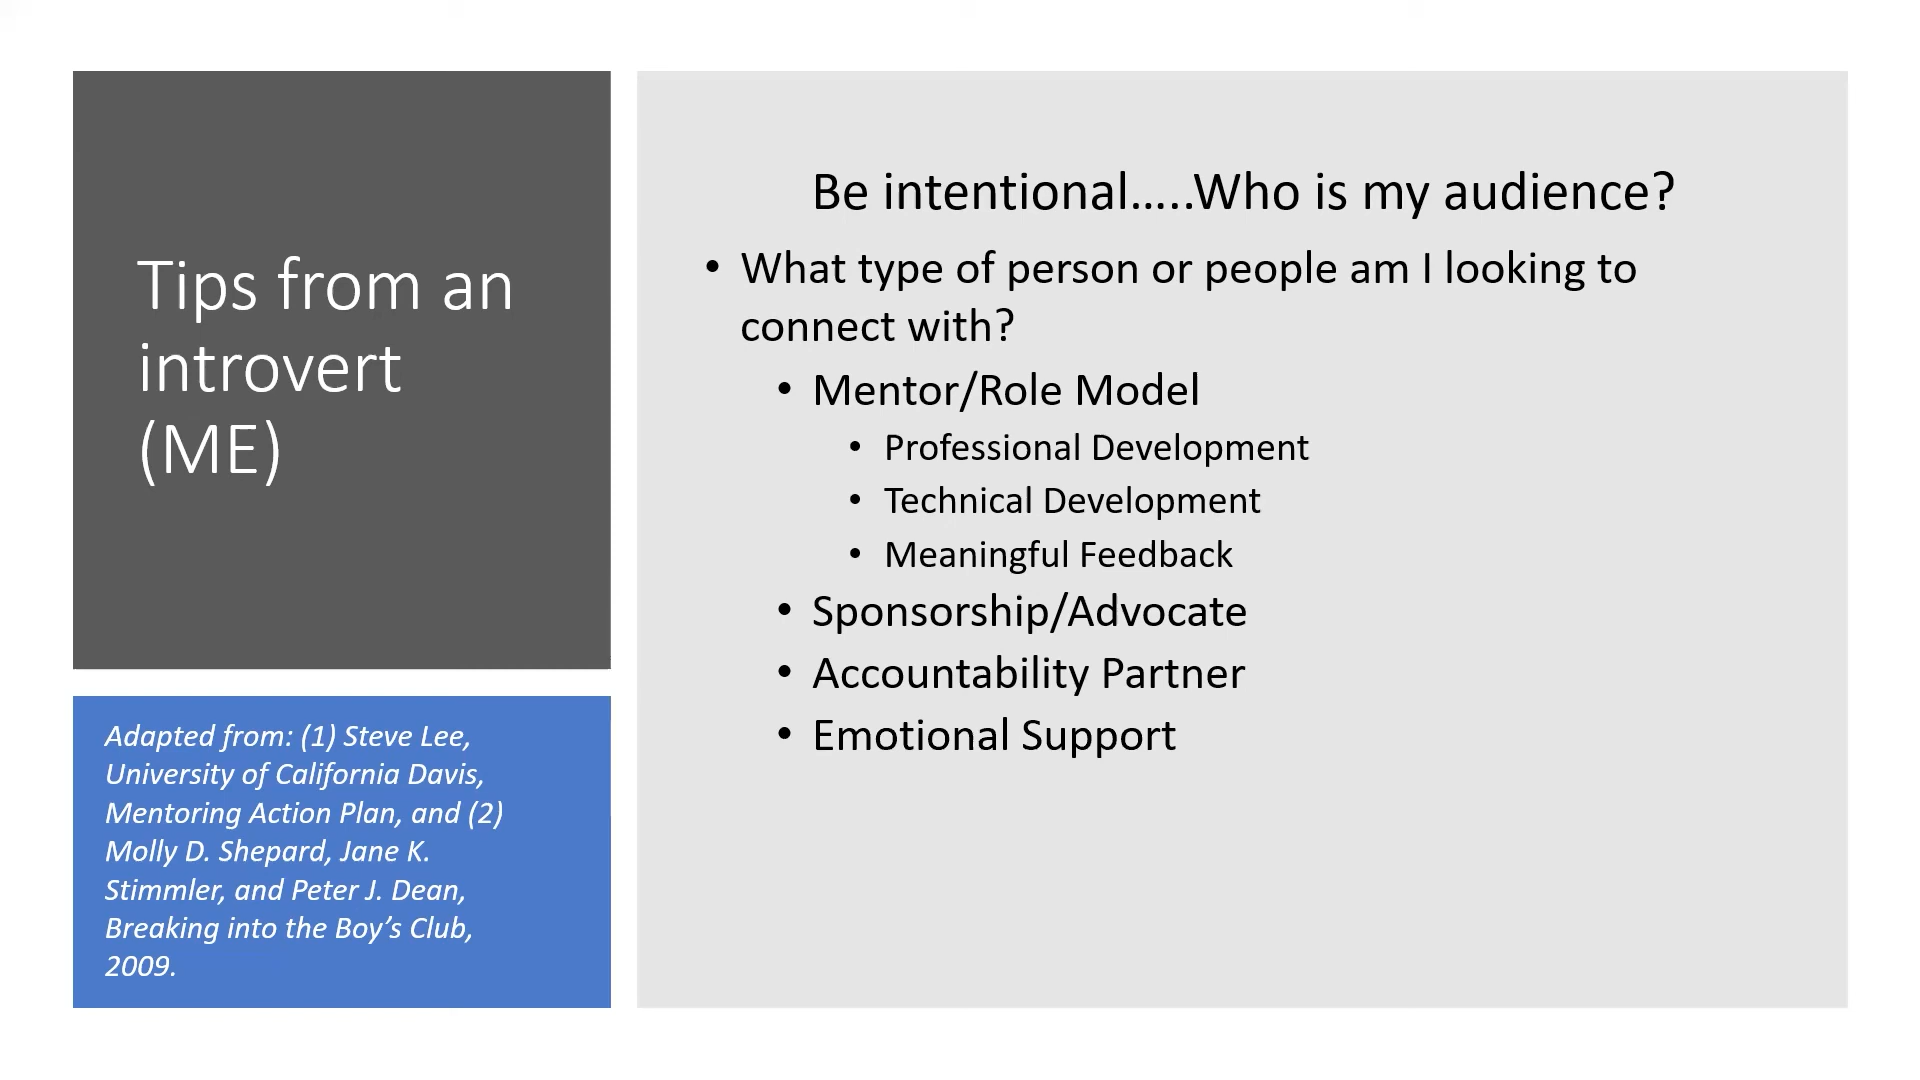 Tips from an
introvert
(ME)
Adapted from: (1) Steve Lee,
University of California Davis,
Mentoring Action Plan, and (2)
Molly D. Shepard, Jane K.
Stimmler, and Peter J. Dean,
Breaking into the Boy’s Club,
2009.
Be intentional…..Who is my audience?
• What type of person or people am I looking to
connect with?
• Mentor/Role Model
• Professional Development
• Technical Development
• Meaningful Feedback
• Sponsorship/Advocate
• Accountability Partner
• Emotional Support